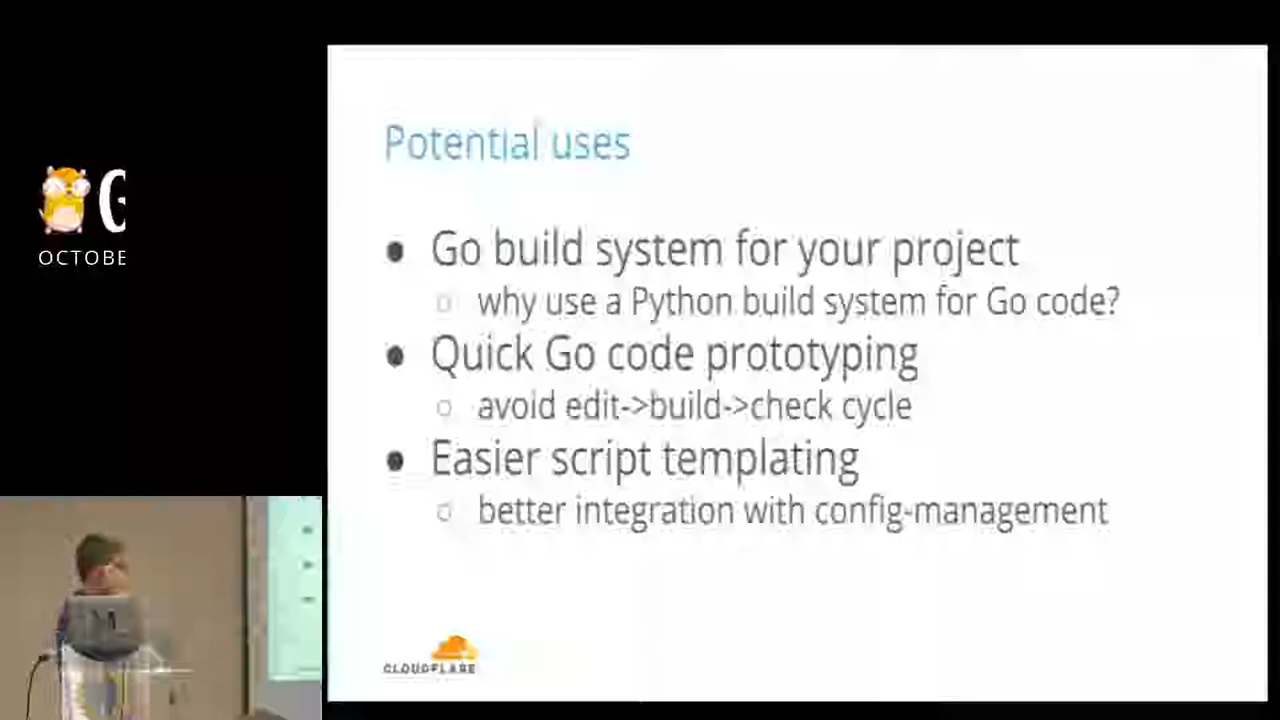 G
OCTOBE
Potential uses
● Go build system for your project
○ why use a Python build system for Go code?
● Quick Go code prototyping
○ avoid edit->build->check cycle
● Easier script templating
○ better integration with config-management
CLOUDFLARE